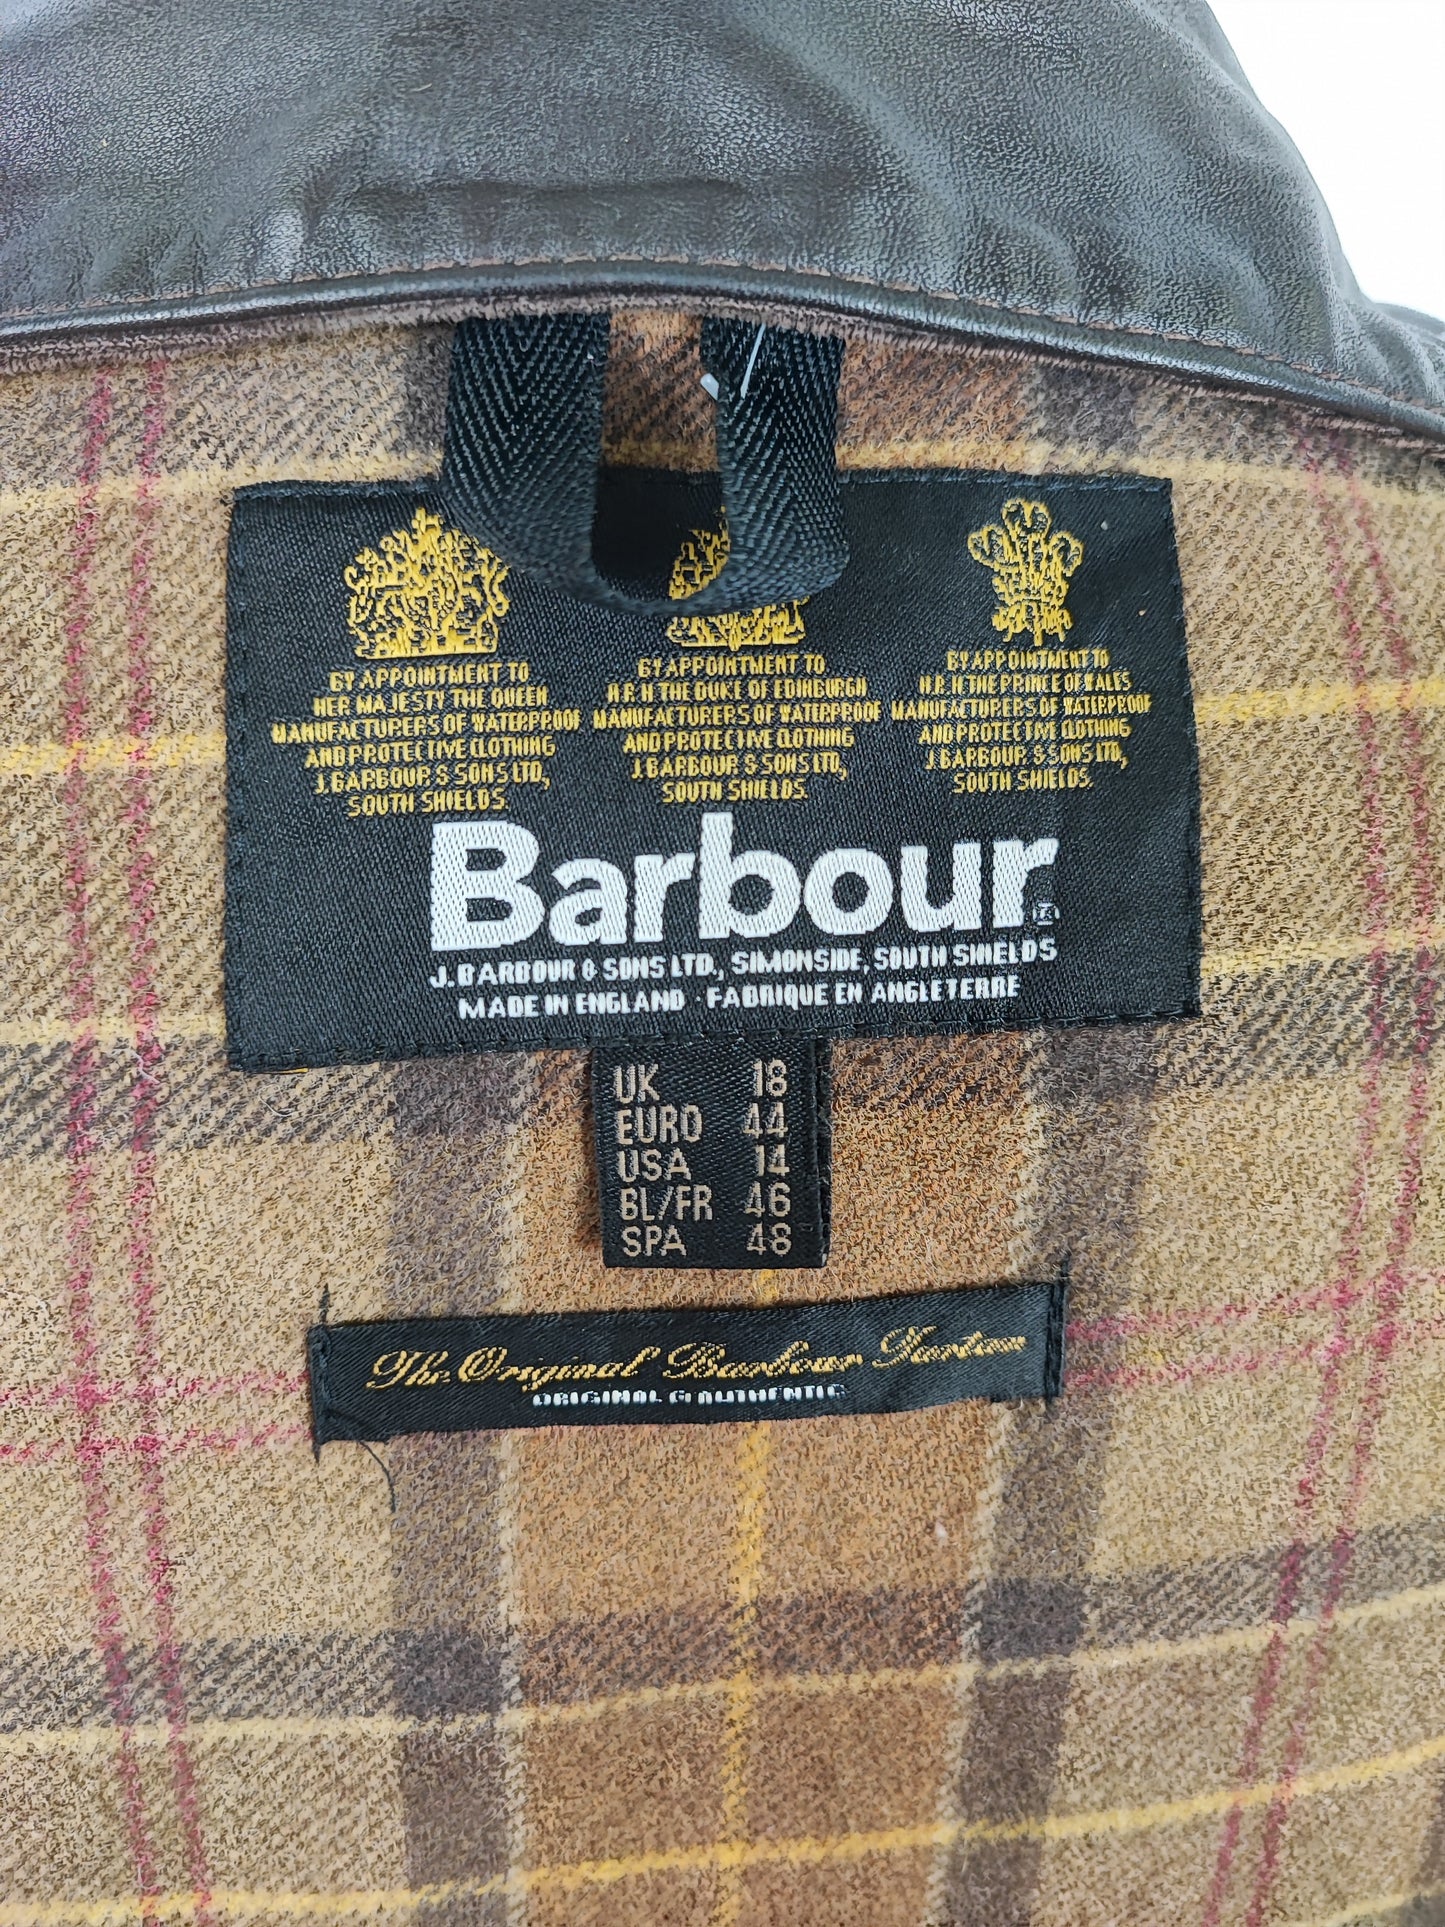 BY APPOINTMENT TO
HER MAJESTY THE QUEEN
MANUFACTURERS OF WATERPROOF
AND PROTECTIVE CLOTHING
J. BARBOUR & SONS LTD,
SOUTH SHIELDS.
BY APPOINTMENT TO
H.R.H THE DUKE OF EDINBURGH
MANUFACTURERS OF WATERPROOF
AND PROTECTIVE CLOTHING
J. BARBOUR & SONS LTD,
SOUTH SHIELDS.
BY APPOINTMENT TO
H.R.H THE PRINCE OF WALES
MANUFACTURERS OF WATERPROOF
AND PROTECTIVE CLOTHING
J. BARBOUR & SONS LTD,
SOUTH SHIELDS.
Barbour®
J. BARBOUR & SONS LTD., SIMONSIDE, SOUTH SHIELDS
MADE IN ENGLAND · FABRIQUE EN ANGLETERRE
UK 18
EURO 44
USA 14
BL/FR 46
SPA 48
The Original Barbour Tartan
ORIGINAL & AUTHENTIC